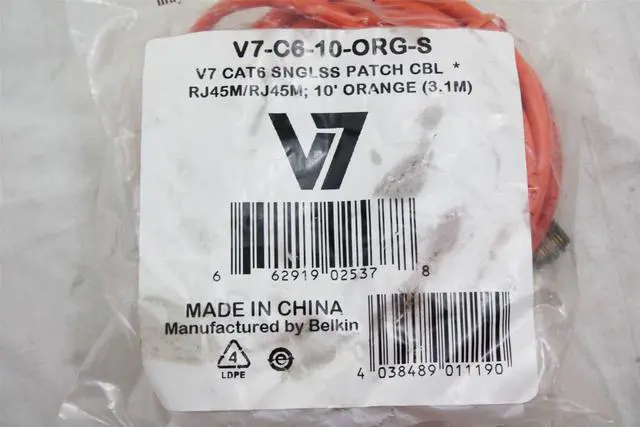 V7-C6-10-ORG-S
V7 CAT6 SNGLSS PATCH CBL *
RJ45M/RJ45M; 10' ORANGE (3.1M)
V7
6 62919 02537 8
MADE IN CHINA
Manufactured by Belkin
4
LDPE
e
4 038489 011190